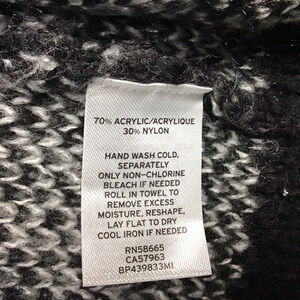 70% ACRYLIC/ACRYLIQUE
30% NYLON
HAND WASH COLD,
SEPARATELY
ONLY NON-CHLORINE
BLEACH IF NEEDED
ROLL IN TOWEL TO
REMOVE EXCESS
MOISTURE, RESHAPE,
LAY FLAT TO DRY
COOL IRON IF NEEDED
RN58665
CA57963
BP439833MI